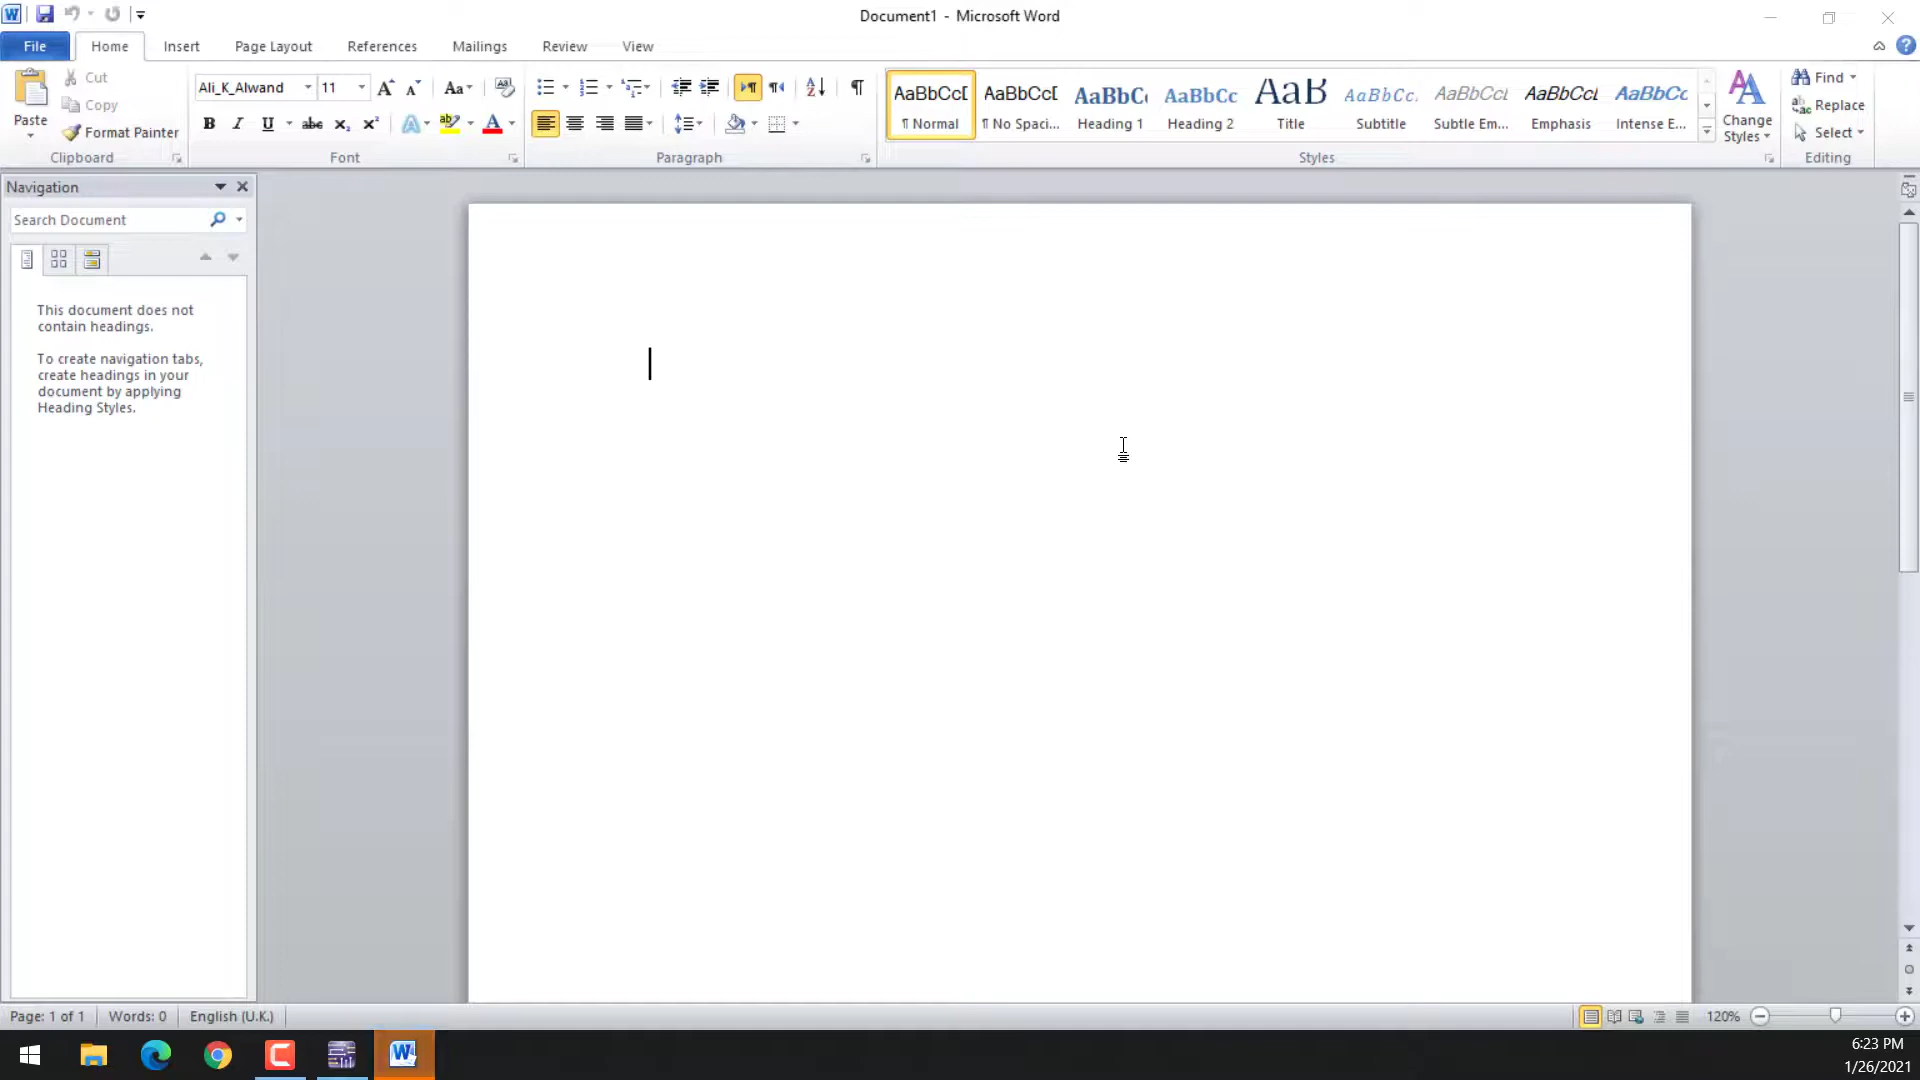 Document1 - Microsoft Word
File Home Insert Page Layout References Mailings Review View
Paste
Cut
Copy
Format Painter
Clipboard
Ali_K_Alwand 11
Font
Paragraph
AaBbCcD AaBbCcD AaBbC AaBbCc AaB AaBbCc. AaBbCcL AaBbCcL AaBbCc
¶ Normal ¶ No Spaci... Heading 1 Heading 2 Title Subtitle Subtle Em... Emphasis Intense E...
Styles
Change
Styles
Find
Replace
Select
Editing
Navigation
Search Document
This document does not
contain headings.
To create navigation tabs,
create headings in your
document by applying
Heading Styles.
Page: 1 of 1 Words: 0 English (U.K.) 120%
6:23 PM
1/26/2021